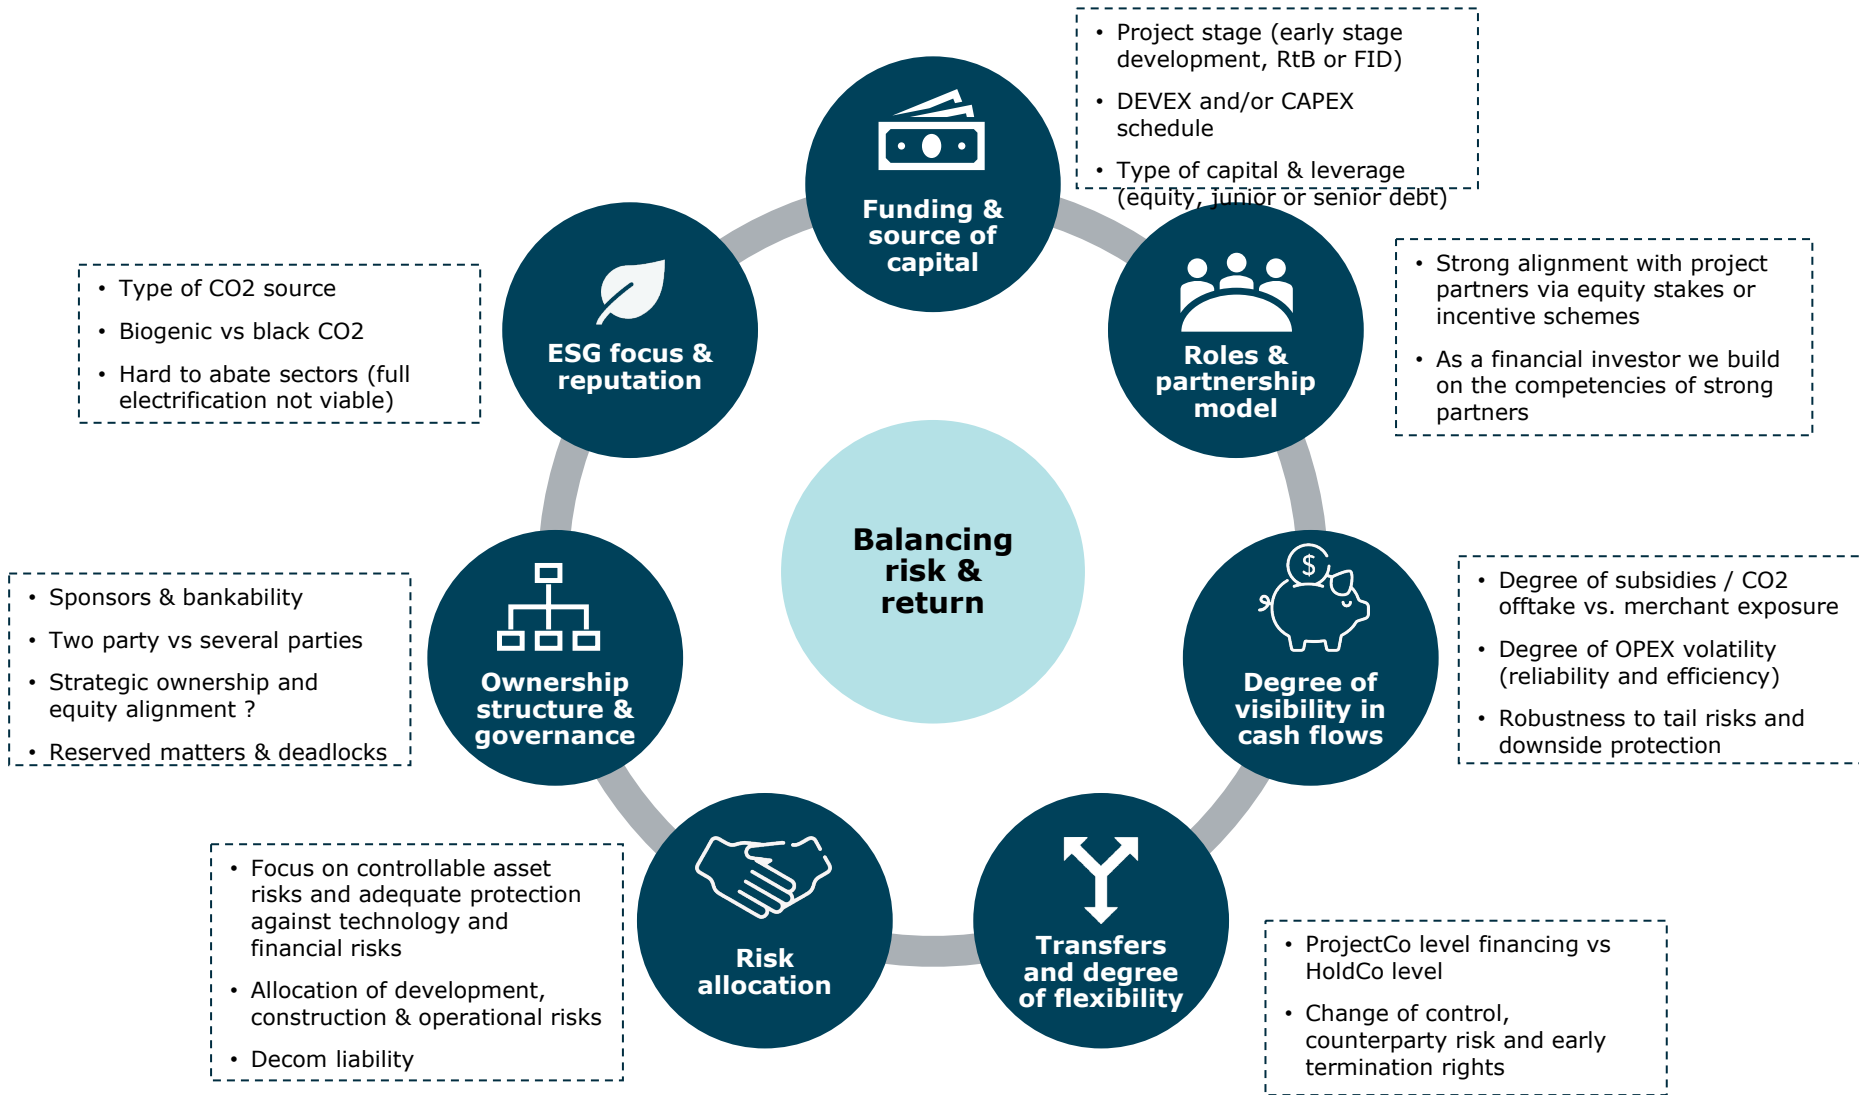 • Project stage (early stage
development, RtB or FID)
• DEVEX and/or CAPEX
schedule
• Type of capital & leverage
(equity, junior or senior debt)
Funding &
source of
capital
• Strong alignment with project
partners via equity stakes or
incentive schemes
• As a financial investor we build
on the competencies of strong
partners
Roles &
partnership
model
• Type of CO2 source
• Biogenic vs black CO2
• Hard to abate sectors (full
electrification not viable)
ESG focus &
reputation
Balancing
risk &
return
• Degree of subsidies / CO2
offtake vs. merchant exposure
• Degree of OPEX volatility
(reliability and efficiency)
• Robustness to tail risks and
downside protection
$
Degree of
visibility in
cash flows
• Sponsors & bankability
• Two party vs several parties
• Strategic ownership and
equity alignment ?
• Reserved matters & deadlocks
Ownership
structure &
governance
• Focus on controllable asset
risks and adequate protection
against technology and
financial risks
• Allocation of development,
construction & operational risks
• Decom liability
Risk
allocation
Transfers
and degree
of flexibility
• ProjectCo level financing vs
HoldCo level
• Change of control,
counterparty risk and early
termination rights